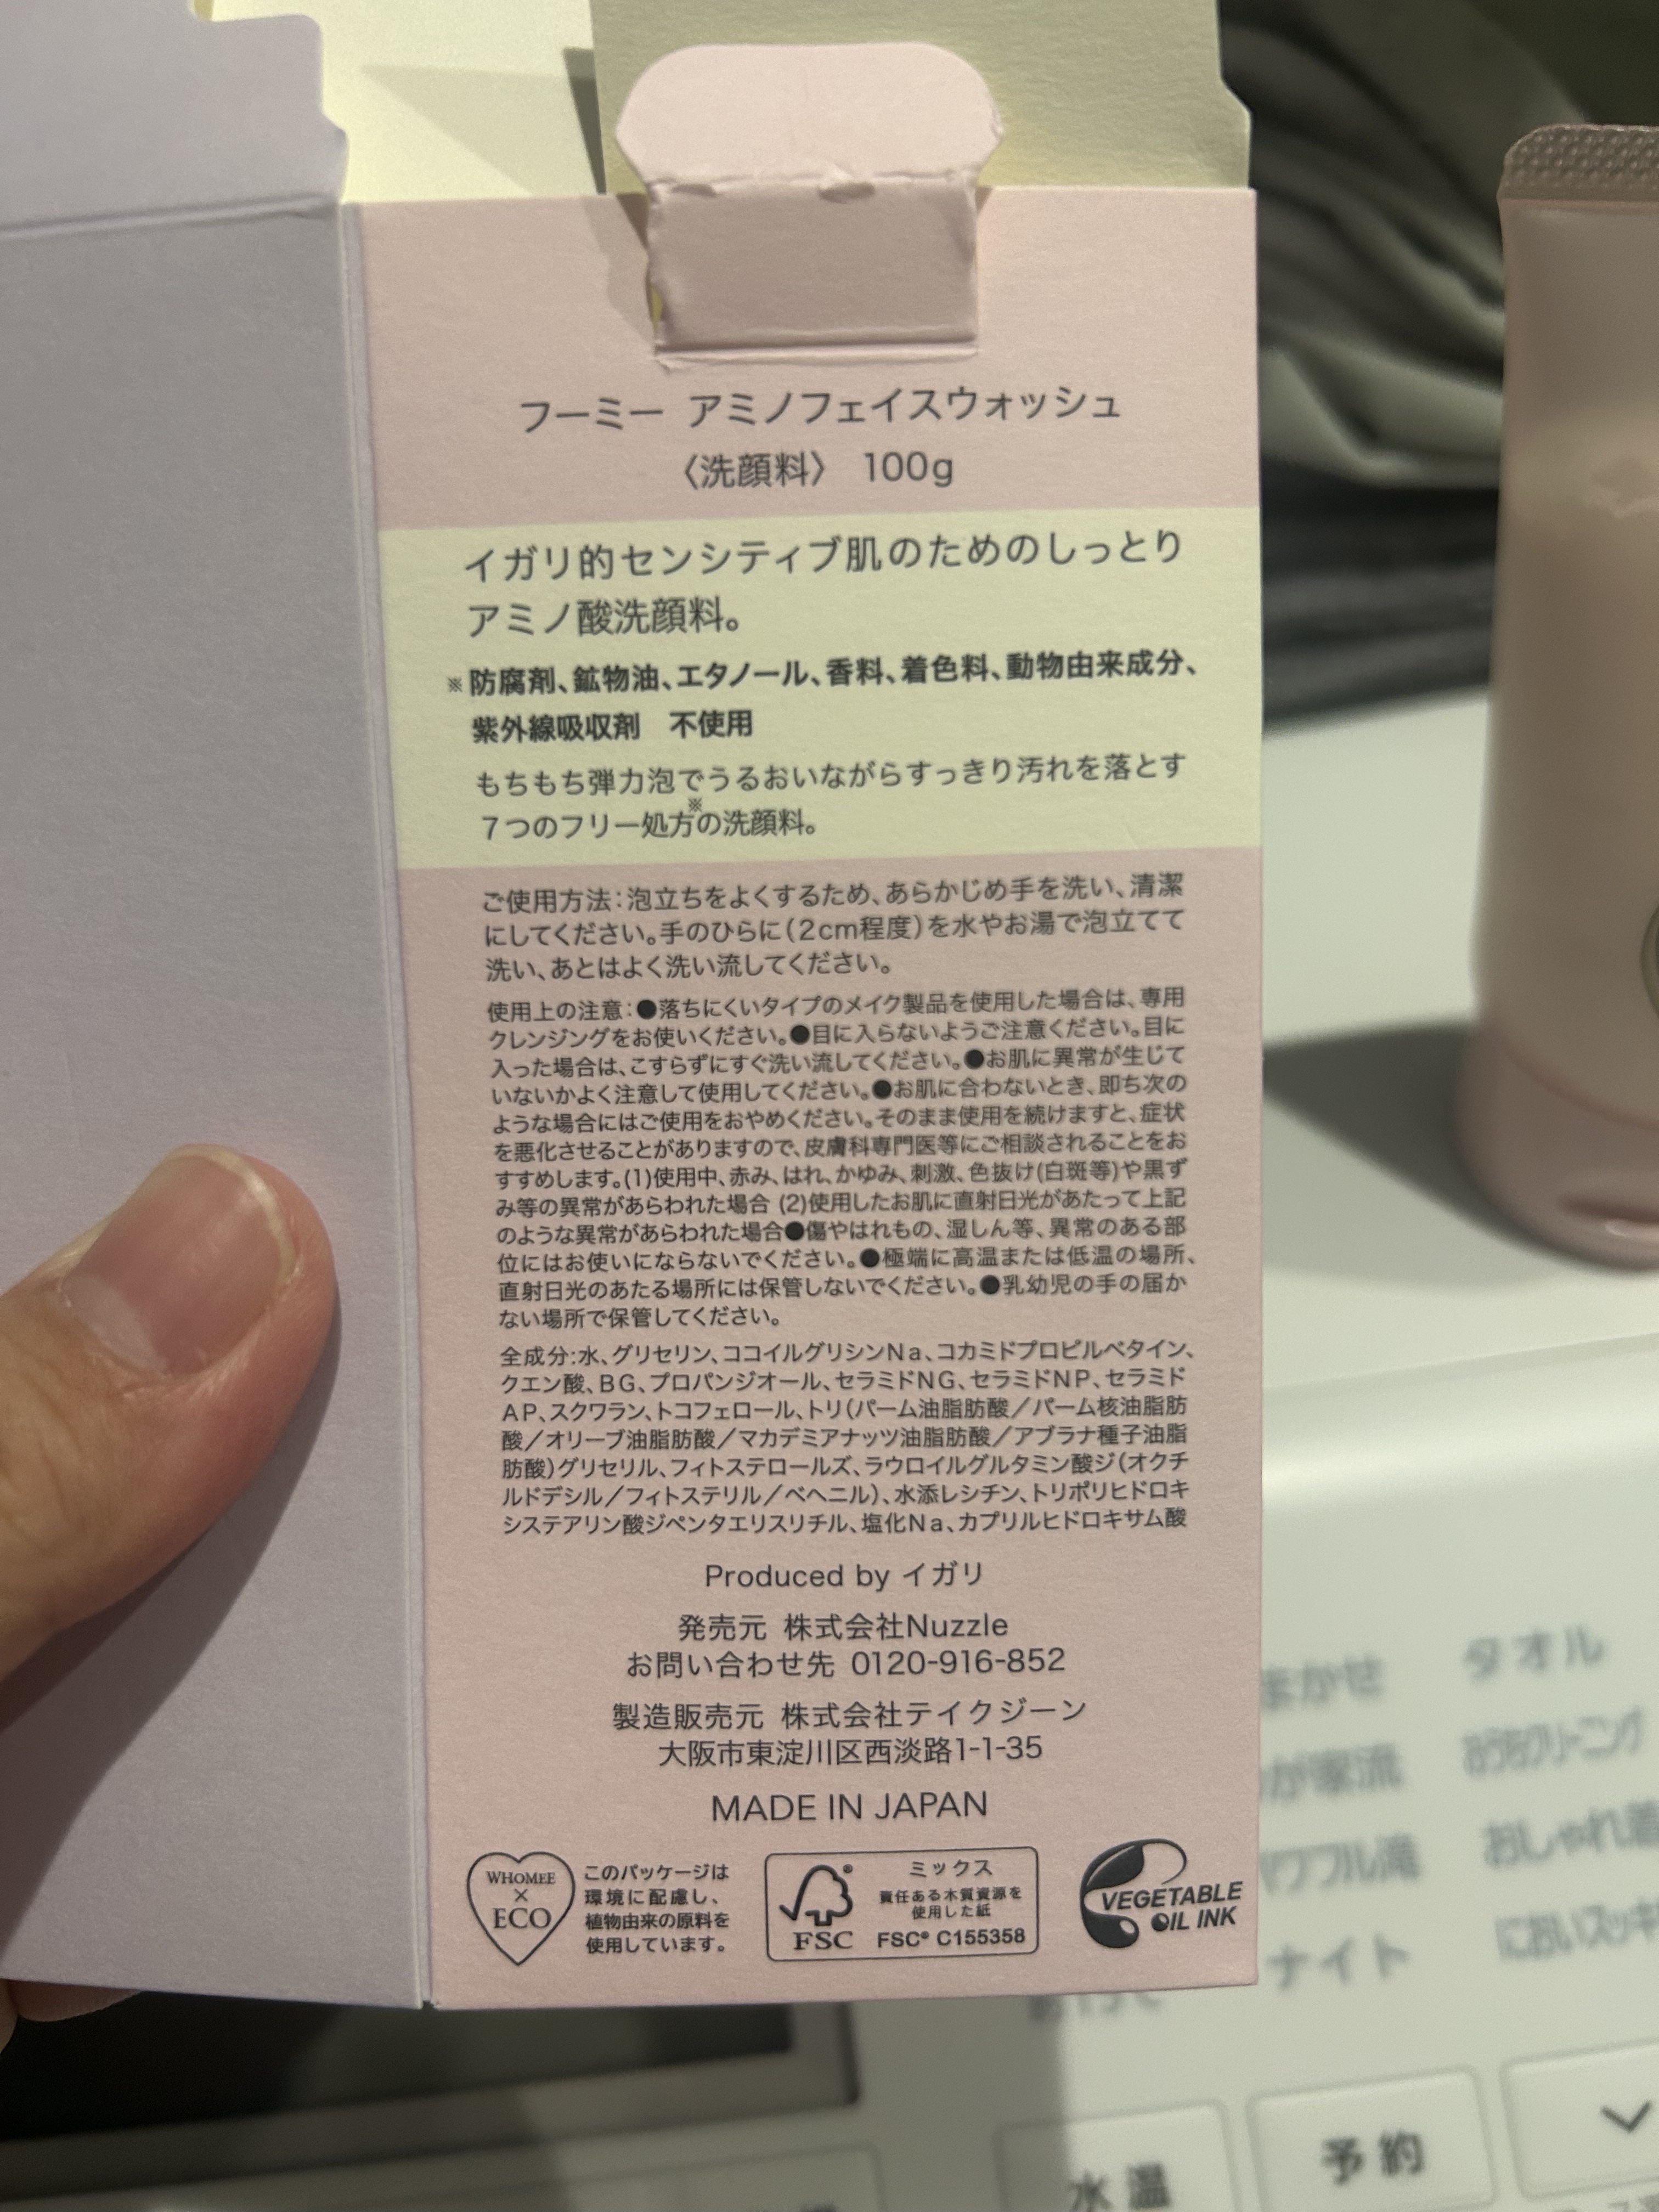 フーミー アミノフェイスウォッシュ
〈洗顔料〉 100g
イガリ的センシティブ肌のためのしっとり
アミノ酸洗顔料。
※防腐剤、鉱物油、エタノール、香料、着色料、動物由来成分、
紫外線吸収剤 不使用
もちもち弾力泡でうるおいながらすっきり汚れを落とす
7つのフリー処方※の洗顔料。
ご使用方法:泡立ちをよくするため、あらかじめ手を洗い、清潔
にしてください。手のひらに(2cm程度)を水やお湯で泡立てて
洗い、あとはよく洗い流してください。
使用上の注意:●落ちにくいタイプのメイク製品を使用した場合は、専用
クレンジングをお使いください。●目に入らないようご注意ください。目に
入った場合は、こすらずにすぐ洗い流してください。●お肌に異常が生じて
いないかよく注意して使用してください。●お肌に合わないとき、即ち次の
ような場合にはご使用をおやめください。そのまま使用を続けますと、症状
を悪化させることがありますので、皮膚科専門医等にご相談されることをお
すすめします。(1)使用中、赤み、はれ、かゆみ、刺激、色抜け(白斑等)や黒ず
み等の異常があらわれた場合 (2)使用したお肌に直射日光があたって上記
のような異常があらわれた場合●傷やはれもの、湿しん等、異常のある部
位にはお使いにならないでください。●極端に高温または低温の場所、
直射日光のあたる場所には保管しないでください。●乳幼児の手の届か
ない場所で保管してください。
全成分:水、グリセリン、ココイルグリシンNa、コカミドプロピルベタイン、
クエン酸、BG、プロパンジオール、セラミドNG、セラミドNP、セラミド
AP、スクワラン、トコフェロール、トリ(パーム油脂肪酸／パーム核油脂肪
酸／オリーブ油脂肪酸／マカデミアナッツ油脂肪酸／アブラナ種子油脂
肪酸)グリセリル、フィトステロールズ、ラウロイルグルタミン酸ジ(オクチ
ルドデシル／フィトステリル／ベヘニル)、水添レシチン、トリポリヒドロキ
システアリン酸ジペンタエリスリチル、塩化Na、カプリルヒドロキサム酸
Produced by イガリ
発売元 株式会社Nuzzle
お問い合わせ先 0120-916-852
製造販売元 株式会社テイクジーン
大阪市東淀川区西淡路1-1-35
MADE IN JAPAN
WHOMEE
×
ECO
このパッケージは
環境に配慮し、
植物由来の原料を
使用しています。
FSC®
ミックス
責任ある木質資源を
使用した紙
FSC® C155358
VEGETABLE
OIL INK
まかせ タオル
が家流 おうちクリーニング
パワフル滝 おしゃれ着
ナイト においスッキ
水温 予約